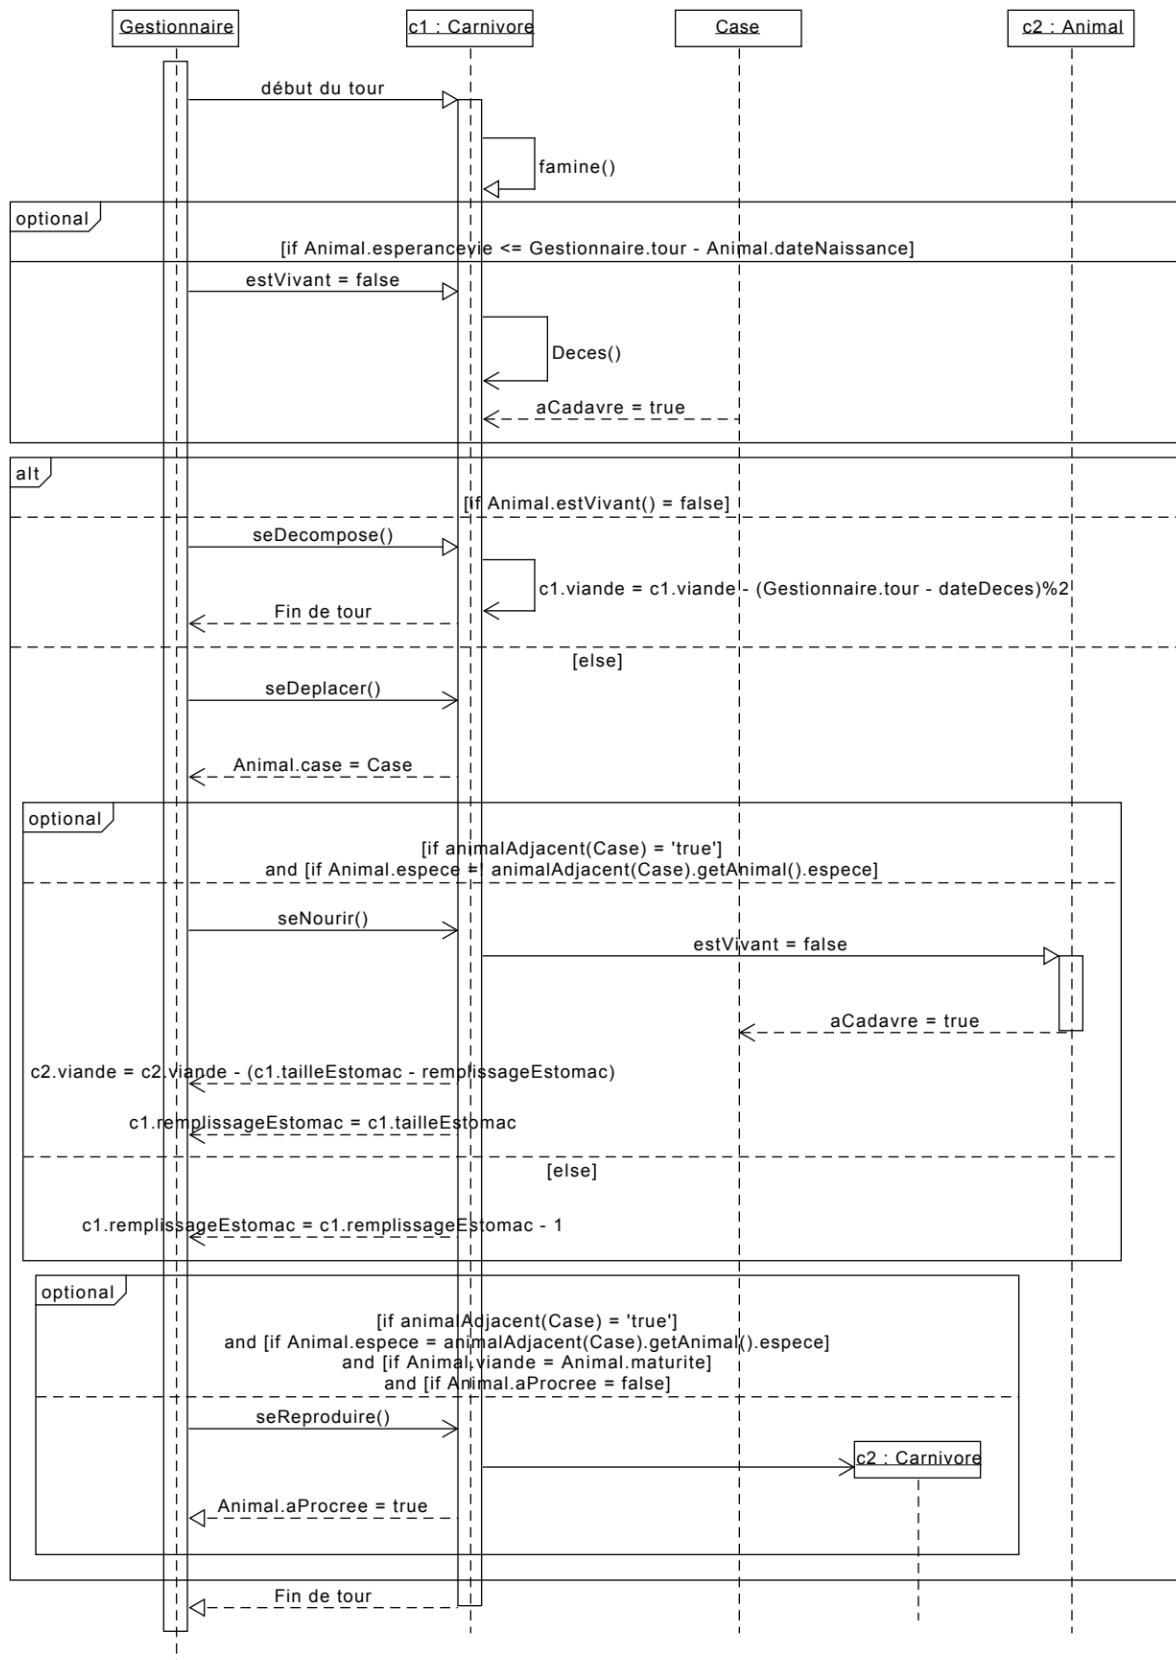 Gestionnaire
c1 : Carnivore
Case
c2 : Animal
début du tour
famine()
optional
[if Animal.esperancevie <= Gestionnaire.tour - Animal.dateNaissance]
estVivant = false
Deces()
aCadavre = true
alt
[if Animal.estVivant() = false]
seDecompose()
c1.viande = c1.viande - (Gestionnaire.tour - dateDeces)%2
Fin de tour
[else]
seDeplacer()
Animal.case = Case
optional
[if animalAdjacent(Case) = 'true']
and [if Animal.espece =! animalAdjacent(Case).getAnimal().espece]
seNourir()
estVivant = false
aCadavre = true
c2.viande = c2.viande - (c1.tailleEstomac - remplissageEstomac)
c1.remplissageEstomac = c1.tailleEstomac
[else]
c1.remplissageEstomac = c1.remplissageEstomac - 1
optional
[if animalAdjacent(Case) = 'true']
and [if Animal.espece = animalAdjacent(Case).getAnimal().espece]
and [if Animal.viande = Animal.maturite]
and [if Animal.aProcree = false]
seReproduire()
c2 : Carnivore
Animal.aProcree = true
Fin de tour